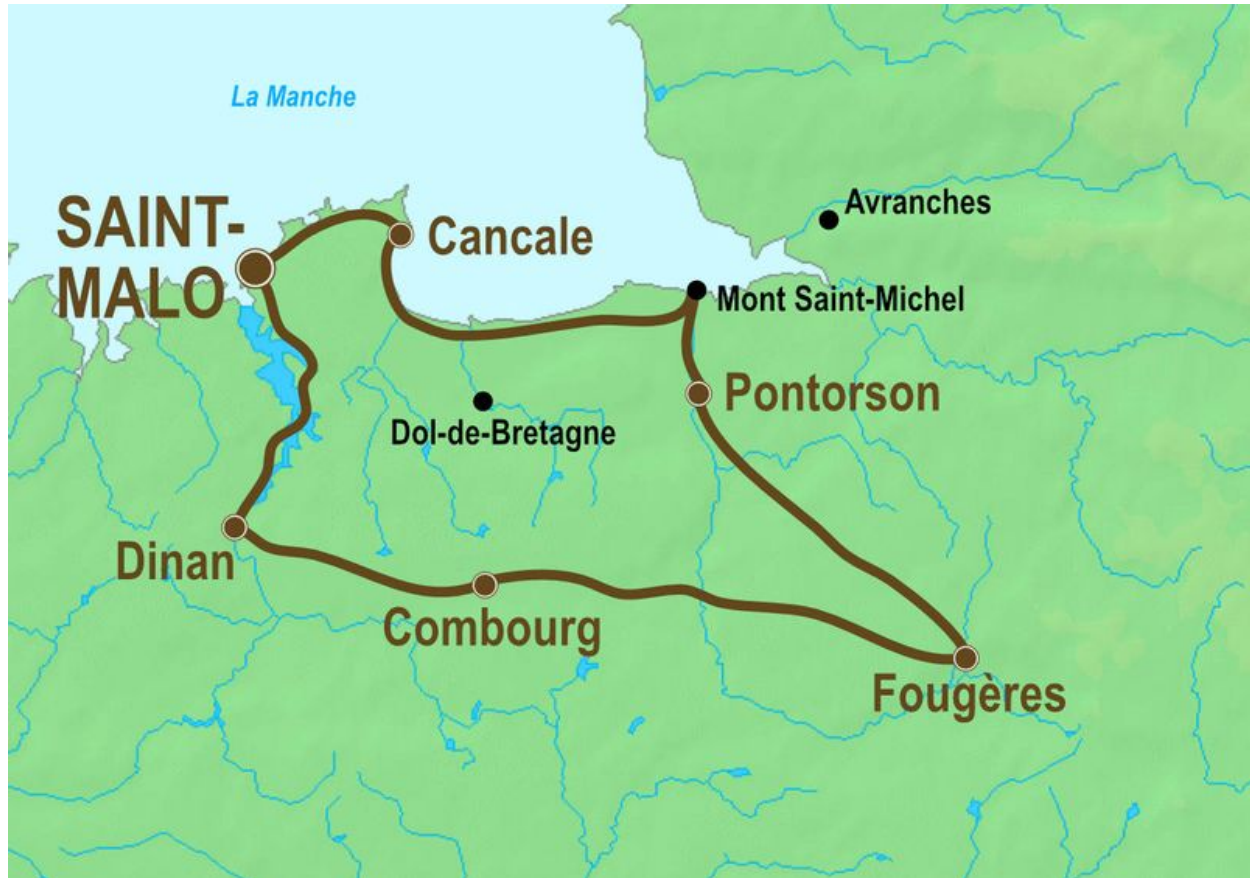 La Manche
SAINT-
MALO
Cancale
Avranches
Mont Saint-Michel
Pontorson
Dol-de-Bretagne
Dinan
Combourg
Fougères